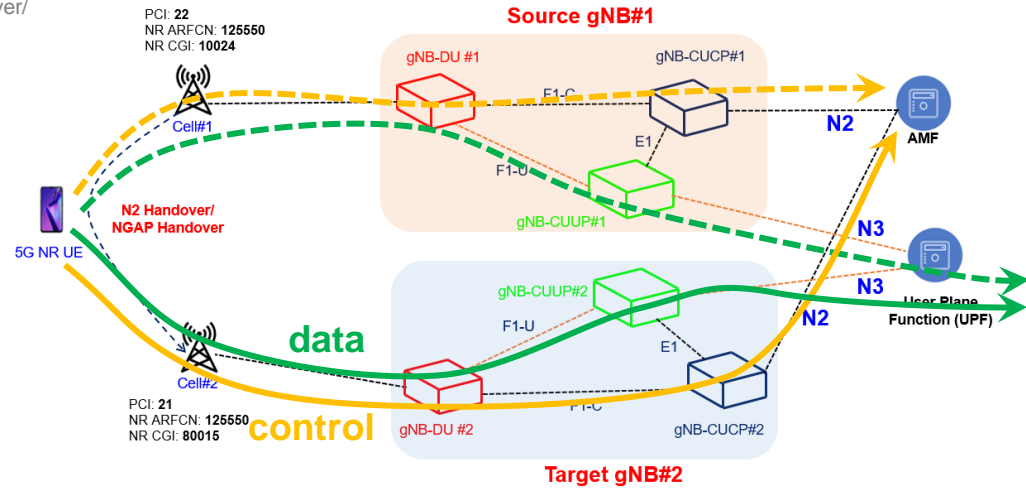 ver/
PCI: 22
NR ARFCN: 125550
NR CGI: 10024
Source gNB#1
gNB-DU #1
gNB-CUCP#1
F1-C
Cell#1
N2
AMF
E1
F1-U
N2 Handover/
NGAP Handover
gNB-CUUP#1
N3
5G NR UE
gNB-CUUP#2
N3
User Plane
Function (UPF)
data
F1-U
N2
E1
Cell#2
PCI: 21
NR ARFCN: 125550
NR CGI: 80015
control
F1-C
gNB-DU #2
gNB-CUCP#2
Target gNB#2